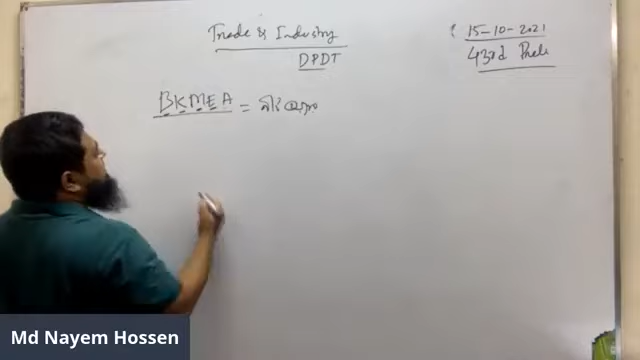 Trade & Industry
DPDT
15-10-2021
43rd Preli
BKMEA =
Md Nayem Hossen